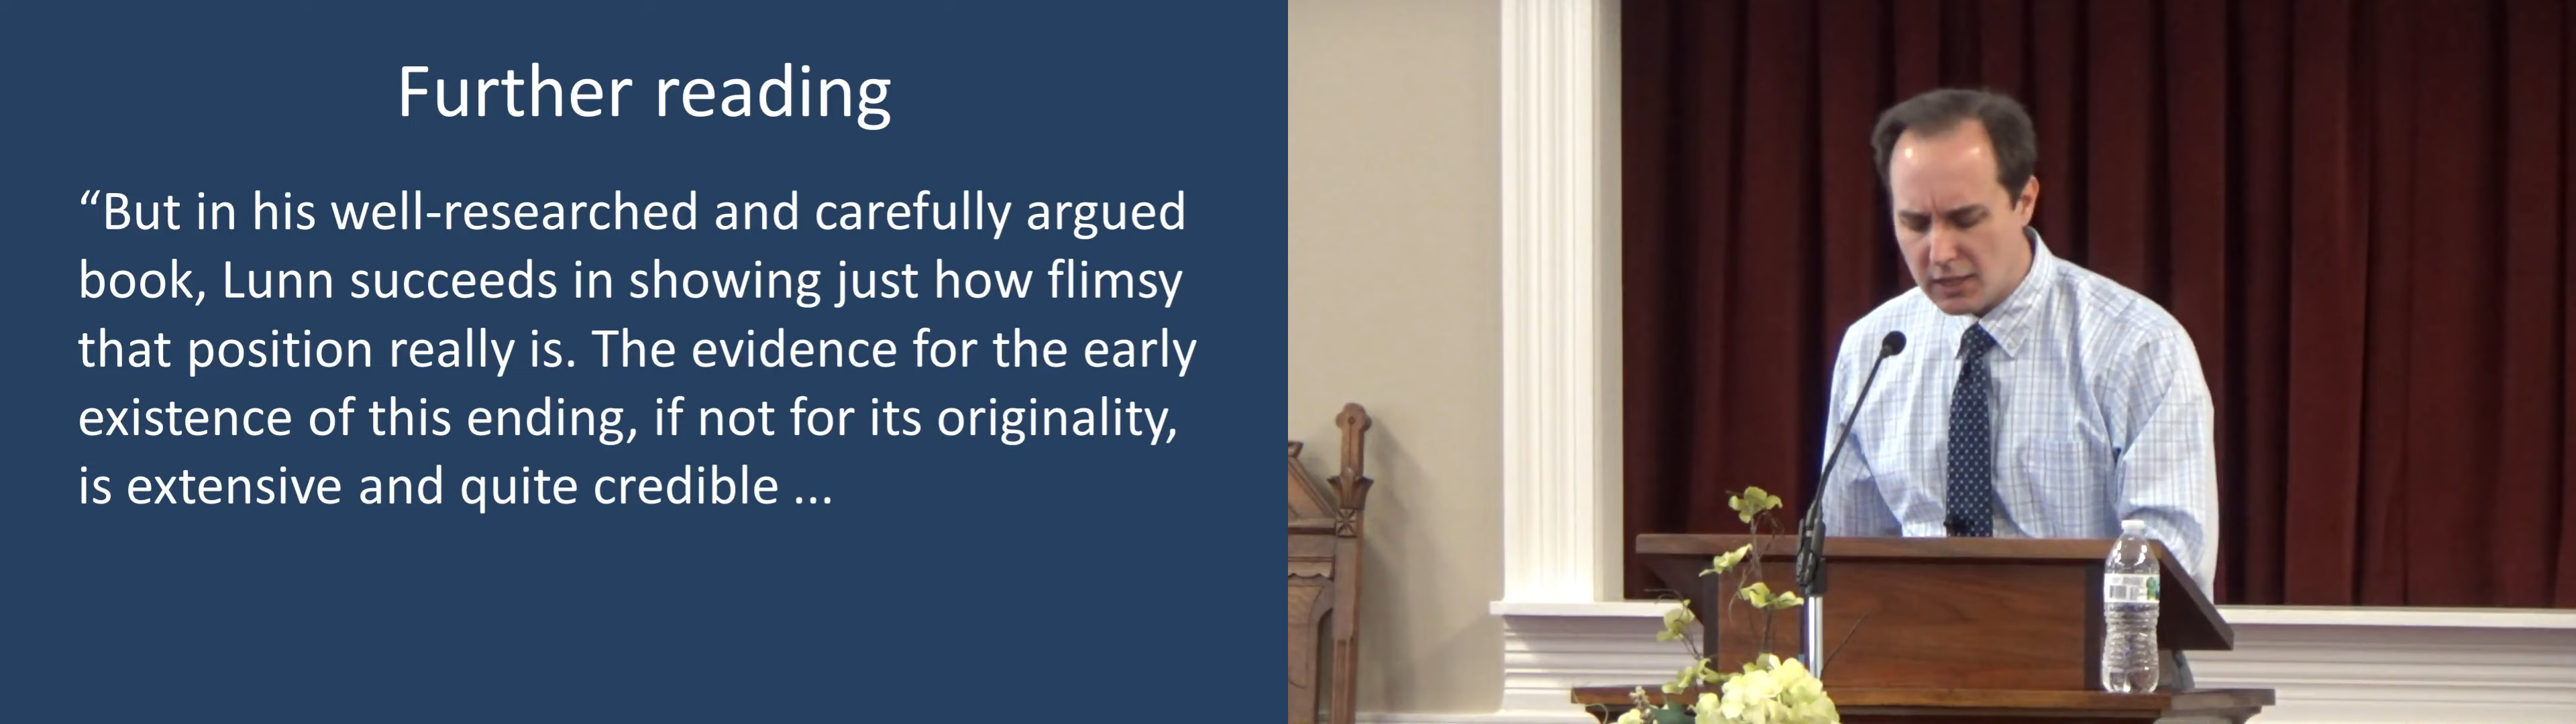 Further reading
“But in his well-researched and carefully argued
book, Lunn succeeds in showing just how flimsy
that position really is. The evidence for the early
existence of this ending, if not for its originality,
is extensive and quite credible ...